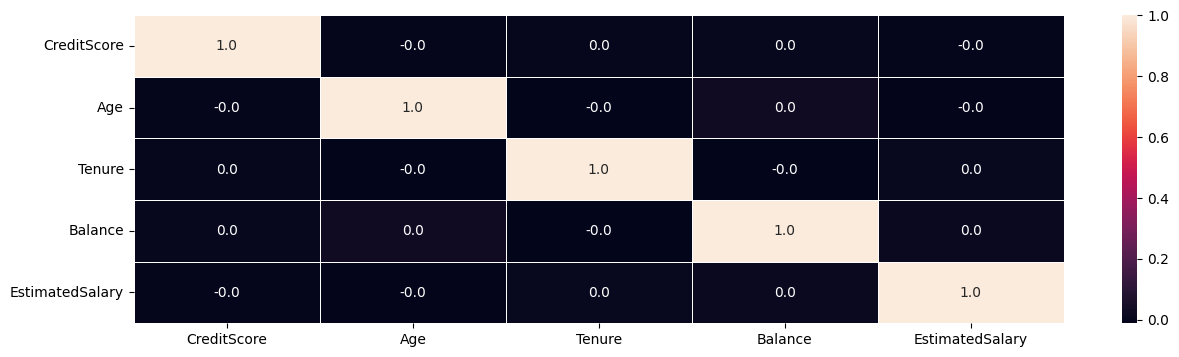 CreditScore 1.0 -0.0 0.0 0.0 -0.0
Age -0.0 1.0 -0.0 0.0 -0.0
Tenure 0.0 -0.0 1.0 -0.0 0.0
Balance 0.0 0.0 -0.0 1.0 0.0
EstimatedSalary -0.0 -0.0 0.0 0.0 1.0
CreditScore Age Tenure Balance EstimatedSalary
1.0
0.8
0.6
0.4
0.2
0.0